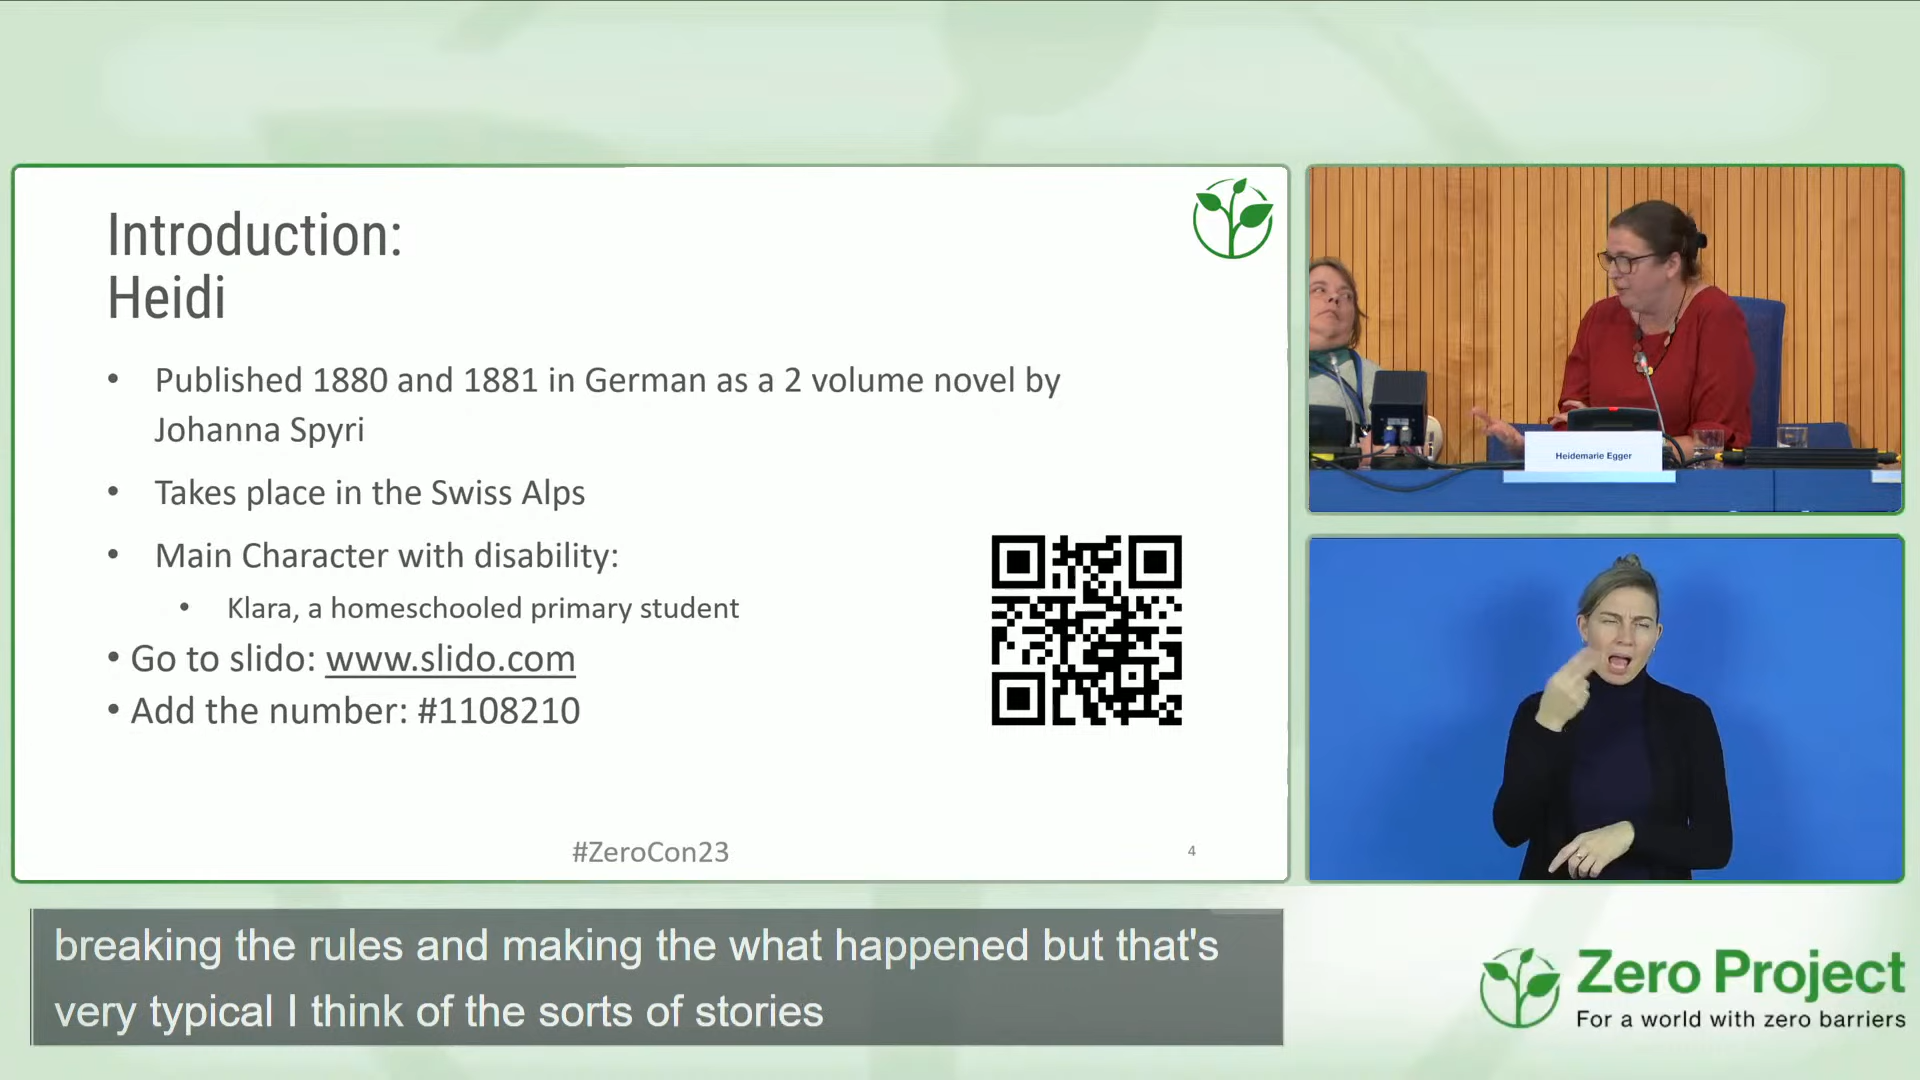 Introduction:
Heidi
• Published 1880 and 1881 in German as a 2 volume novel by
Johanna Spyri
• Takes place in the Swiss Alps
• Main Character with disability:
• Klara, a homeschooled primary student
• Go to slido: www.slido.com
• Add the number: #1108210
#ZeroCon23
4
Heidemarie Egger
breaking the rules and making the what happened but that's
very typical I think of the sorts of stories
Zero Project
For a world with zero barriers